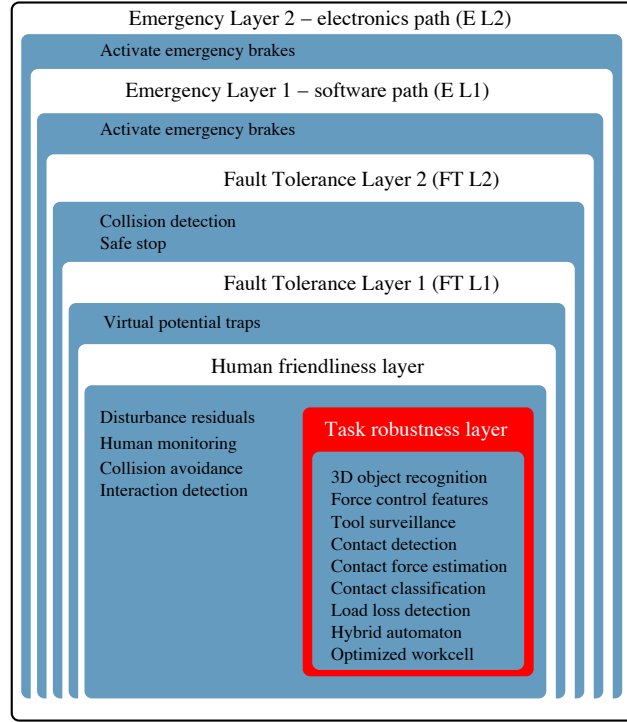 Emergency Layer 2 – electronics path (E L2)
Activate emergency brakes
Emergency Layer 1 – software path (E L1)
Activate emergency brakes
Fault Tolerance Layer 2 (FT L2)
Collision detection
Safe stop
Fault Tolerance Layer 1 (FT L1)
Virtual potential traps
Human friendliness layer
Disturbance residuals
Human monitoring
Collision avoidance
Interaction detection
Task robustness layer
3D object recognition
Force control features
Tool surveillance
Contact detection
Contact force estimation
Contact classification
Load loss detection
Hybrid automaton
Optimized workcell